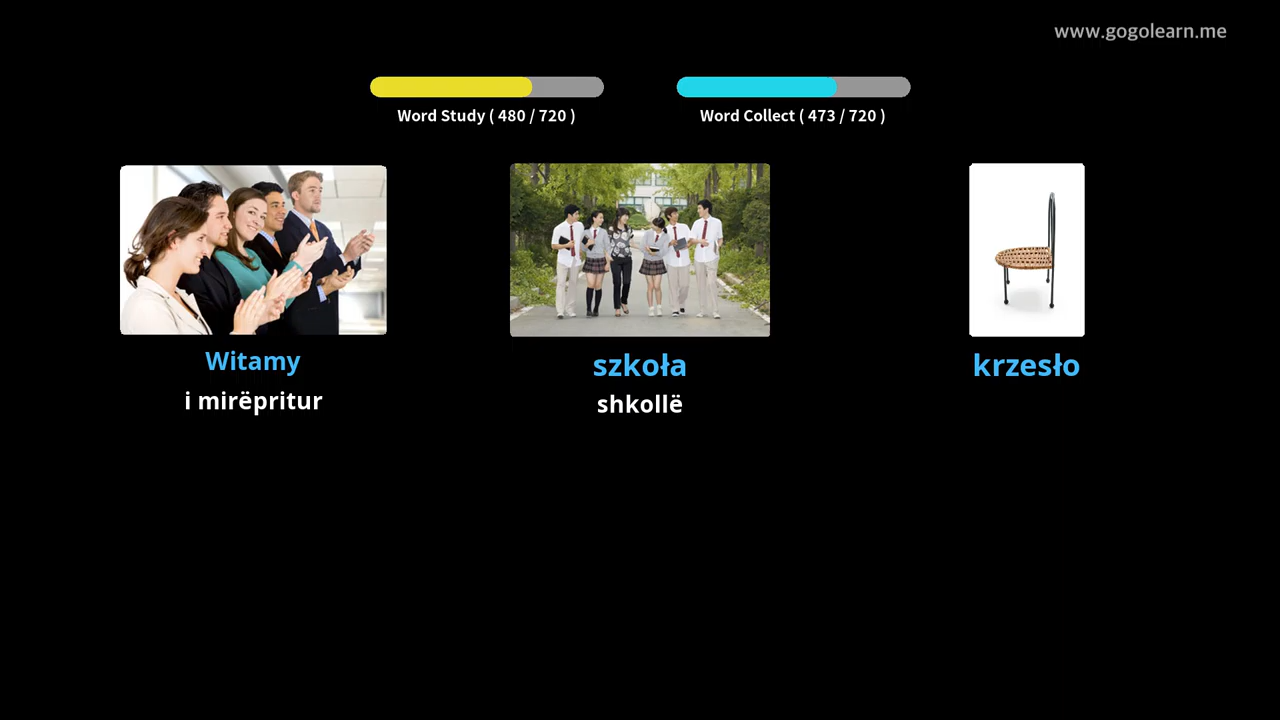 www.gogolearn.me
Word Study ( 480 / 720 )
Word Collect ( 473 / 720 )
Witamy
i mirëpritur
szkoła
shkollë
krzesło